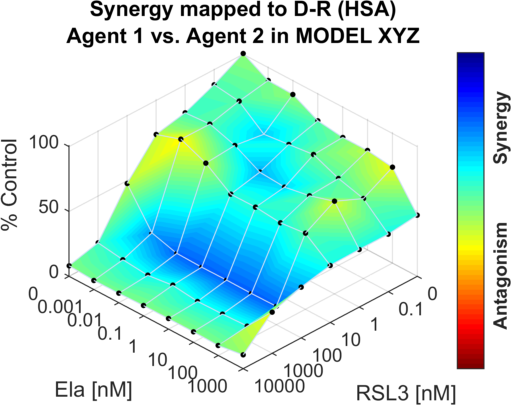 Synergy mapped to D-R (HSA)
Agent 1 vs. Agent 2 in MODEL XYZ
% Control
100
50
0
0
0.001
0.01
0.1
1
10
100
1000
Ela [nM]
10000
1000
100
10
1
0.1
0
RSL3 [nM]
Synergy
Antagonism